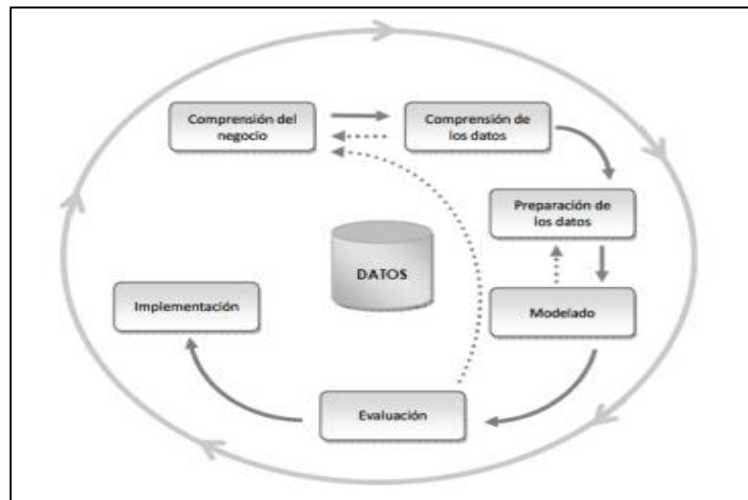 Comprensión del
negocio
Comprensión de
los datos
Preparación de
los datos
DATOS
Implementación
Modelado
Evaluación